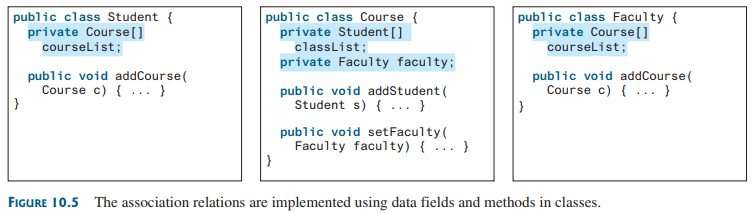 public class Student {
  private Course[]
    courseList;

  public void addCourse(
    Course c) { ... }
}
public class Course {
  private Student[]
    classList;
  private Faculty faculty;

  public void addStudent(
    Student s) { ... }

  public void setFaculty(
    Faculty faculty) { ... }
}
public class Faculty {
  private Course[]
    courseList;

  public void addCourse(
    Course c) { ... }
}
FIGURE 10.5 The association relations are implemented using data fields and methods in classes.